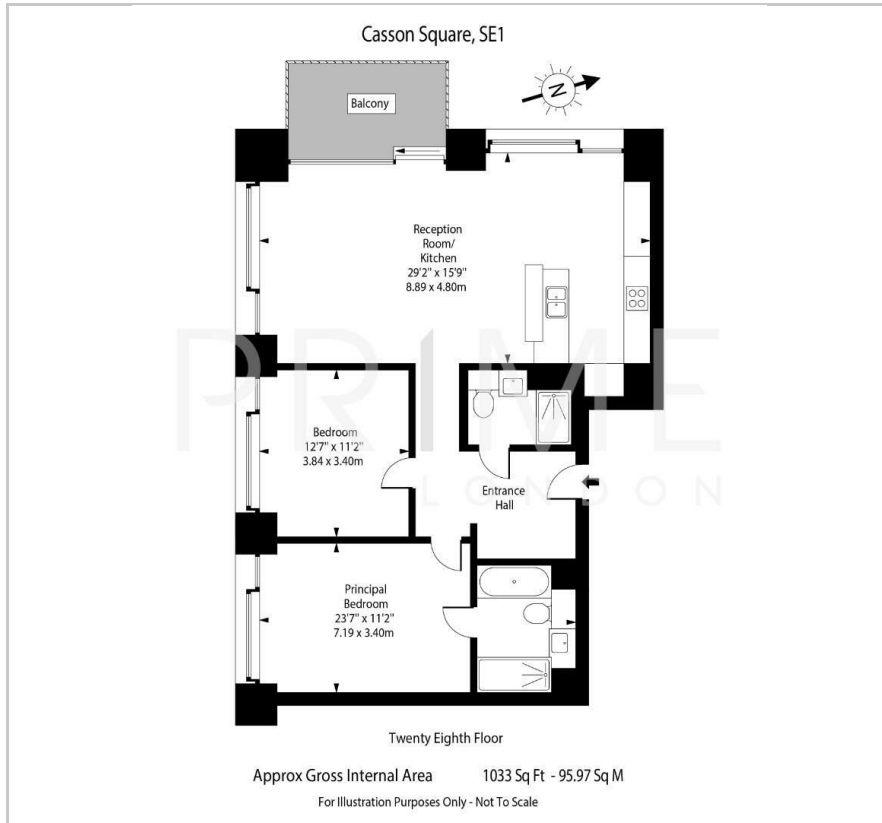 Casson Square, SE1
N
Balcony
Reception
Room/
Kitchen
29'2" x 15'9"
8.89 x 4.80m
PRIME
LONDON
Bedroom
12'7" x 11'2"
3.84 x 3.40m
Entrance
Hall
Principal
Bedroom
23'7" x 11'2"
7.19 x 3.40m
Twenty Eighth Floor
Approx Gross Internal Area 1033 Sq Ft - 95.97 Sq M
For Illustration Purposes Only - Not To Scale